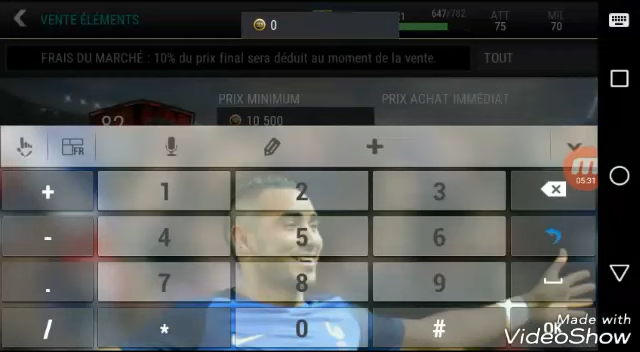 VENTE ÉLÉMENTS
0
21
647/782
ATT
75
MIL
70
FRAIS DU MARCHÉ : 10% du prix final sera déduit au moment de la vente.
TOUT
82
PRIX MINIMUM
PRIX ACHAT IMMÉDIAT
10 500
FR
05:31
+ 1 2 3
- 4 5 6
. 7 8 9
/ * 0 # OK
Made with
VideoShow